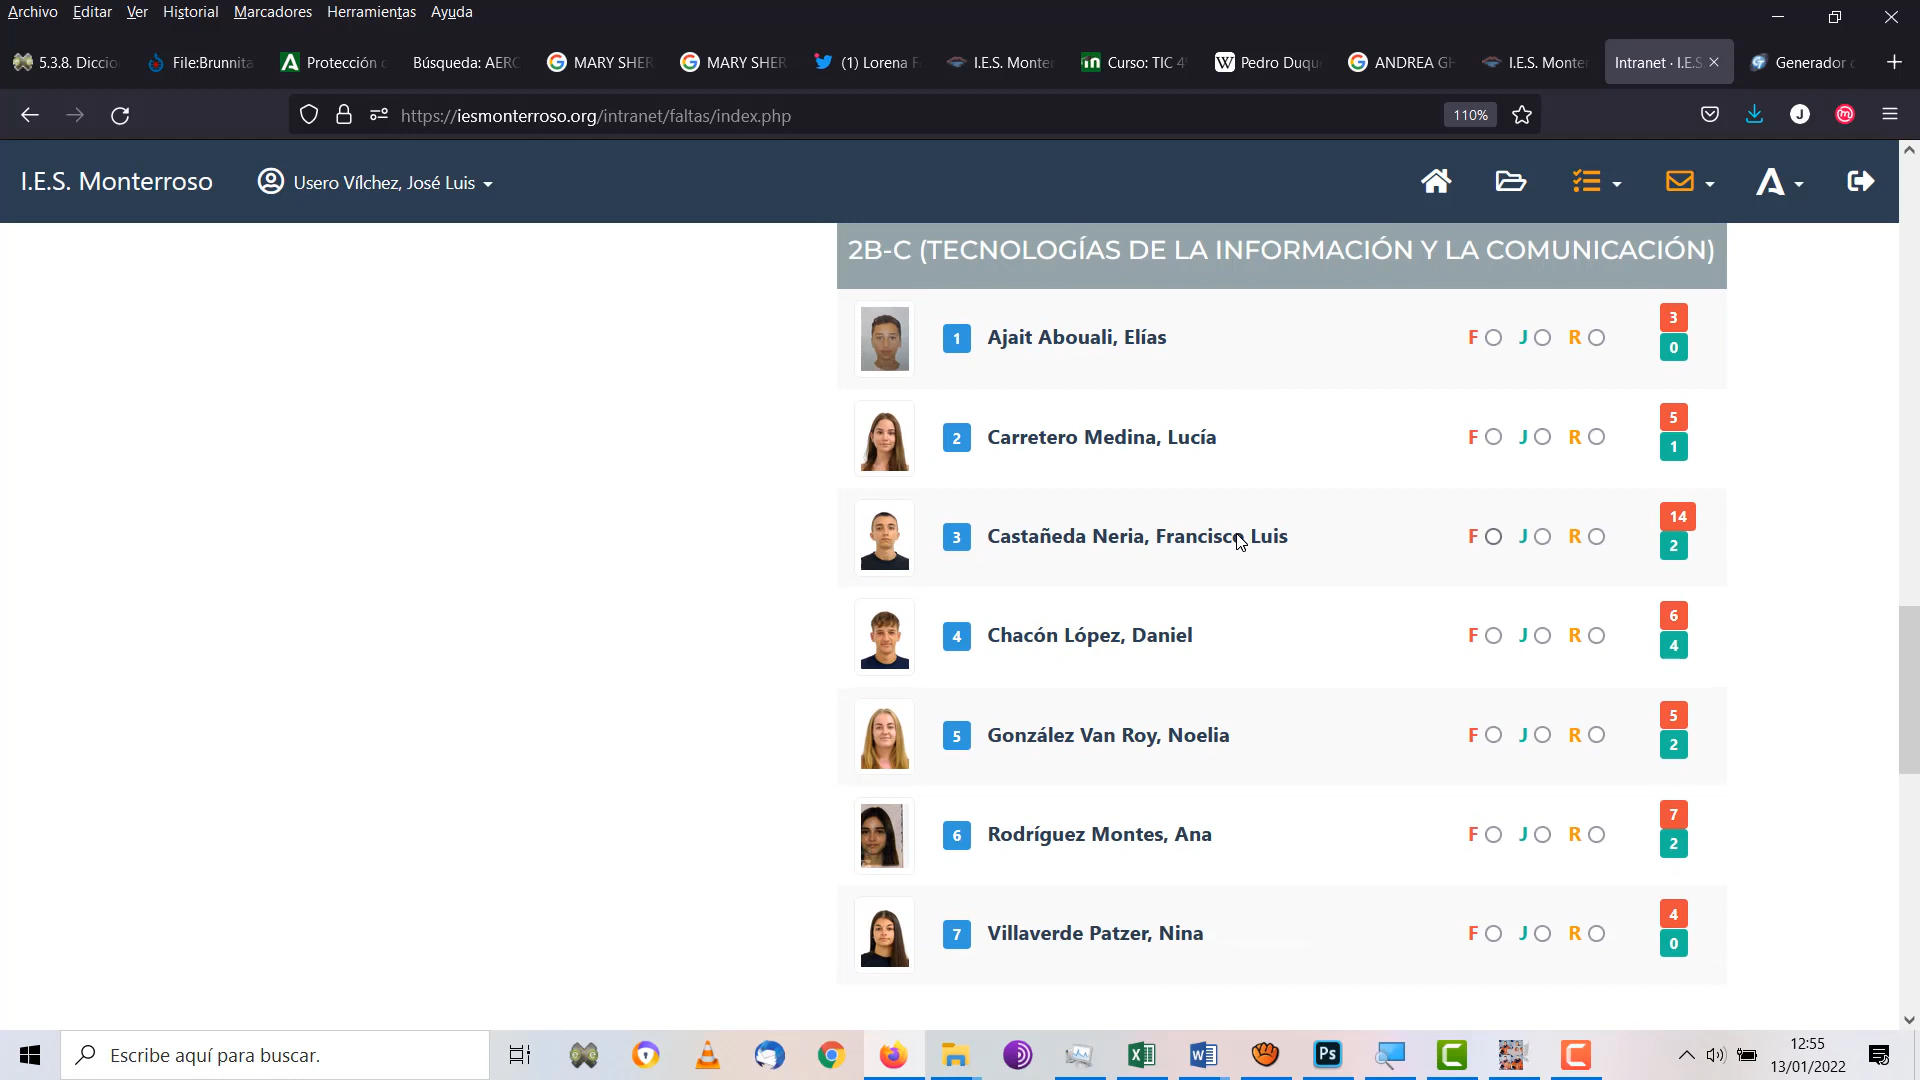 Archivo Editar Ver Historial Marcadores Herramientas Ayuda
5.3.8. Diccio File:Brunnita Protección Búsqueda: AERC MARY SHER MARY SHER (1) Lorena F I.E.S. Monter Curso: TIC 4º Pedro Duqu ANDREA GH I.E.S. Monter Intranet · I.E.S Generador
https://iesmonterroso.org/intranet/faltas/index.php 110%
I.E.S. Monterroso Usero Vílchez, José Luis
2B-C (TECNOLOGÍAS DE LA INFORMACIÓN Y LA COMUNICACIÓN)
1 Ajait Abouali, Elías F J R 3
0
2 Carretero Medina, Lucía F J R 5
1
3 Castañeda Neria, Francisco Luis F J R 14
2
4 Chacón López, Daniel F J R 6
4
5 González Van Roy, Noelia F J R 5
2
6 Rodríguez Montes, Ana F J R 7
2
7 Villaverde Patzer, Nina F J R 4
0
Escribe aquí para buscar.
12:55
13/01/2022